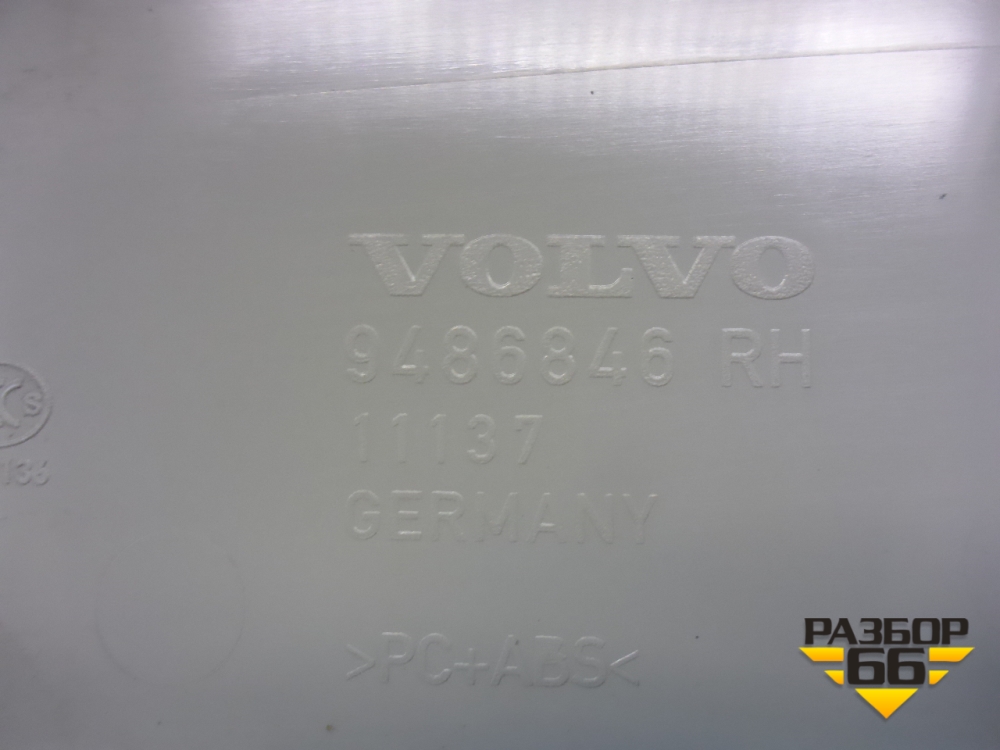 VOLVO
9486846 RH
11137
GERMANY
>PC+ABS<
РАЗБОР
66